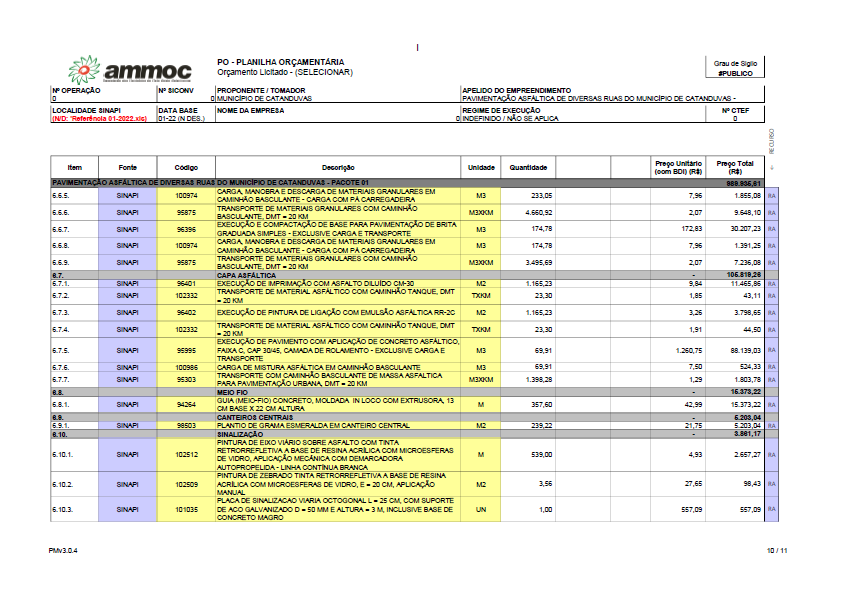 ammoc
PO - PLANILHA ORÇAMENTÁRIA
Orçamento Licitado - (SELECIONAR)
Grau de Sigilo
#PUBLICO
Nº OPERAÇÃO Nº SICONV PROPONENTE / TOMADOR APELIDO DO EMPREENDIMENTO
0 0 MUNICÍPIO DE CATANDUVAS PAVIMENTAÇÃO ASFÁLTICA DE DIVERSAS RUAS DO MUNICÍPIO DE CATANDUVAS -
LOCALIDADE SINAPI DATA BASE NOME DA EMPRESA REGIME DE EXECUÇÃO Nº CTEF
(N/D: 'Referência 01-2022.xls) 01-22 (N DES.) 0 INDEFINIDO / NÃO SE APLICA 0
RECURSO
↓
Item Fonte Código Descrição Unidade Quantidade Preço Unitário (com BDI) (R$) Preço Total (R$)
PAVIMENTAÇÃO ASFÁLTICA DE DIVERSAS RUAS DO MUNICÍPIO DE CATANDUVAS - PACOTE 01
6.6.5. SINAPI 100974 CARGA, MANOBRA E DESCARGA DE MATERIAIS GRANULARES EM
CAMINHÃO BASCULANTE - CARGA COM PÁ CARREGADEIRA M3 233,05 7,96 1.855,08 RA
6.6.6. SINAPI 95875 TRANSPORTE DE MATERIAIS GRANULARES COM CAMINHÃO
BASCULANTE, DMT = 20 KM M3XKM 4.660,92 2,07 9.648,10 RA
6.6.7. SINAPI 96396 EXECUÇÃO E COMPACTAÇÃO DE BASE PARA PAVIMENTAÇÃO DE BRITA
GRADUADA SIMPLES - EXCLUSIVE CARGA E TRANSPORTE M3 174,78 172,83 30.207,23 RA
6.6.8. SINAPI 100974 CARGA, MANOBRA E DESCARGA DE MATERIAIS GRANULARES EM
CAMINHÃO BASCULANTE - CARGA COM PÁ CARREGADEIRA M3 174,78 7,96 1.391,25 RA
6.6.9. SINAPI 95875 TRANSPORTE DE MATERIAIS GRANULARES COM CAMINHÃO
BASCULANTE, DMT = 20 KM M3XKM 3.495,69 2,07 7.236,08 RA
6.7. CAPA ASFÁLTICA - 105.819,26
6.7.1. SINAPI 96401 EXECUÇÃO DE IMPRIMAÇÃO COM ASFALTO DILUÍDO CM-30 M2 1.165,23 9,84 11.465,86 RA
6.7.2. SINAPI 102332 TRANSPORTE DE MATERIAL ASFÁLTICO COM CAMINHÃO TANQUE, DMT
= 20 KM TXKM 23,30 1,85 43,11 RA
6.7.3. SINAPI 96402 EXECUÇÃO DE PINTURA DE LIGAÇÃO COM EMULSÃO ASFÁLTICA RR-2C M2 1.165,23 3,26 3.798,65 RA
6.7.4. SINAPI 102332 TRANSPORTE DE MATERIAL ASFÁLTICO COM CAMINHÃO TANQUE, DMT
= 20 KM TXKM 23,30 1,91 44,50 RA
6.7.5. SINAPI 95995 EXECUÇÃO DE PAVIMENTO COM APLICAÇÃO DE CONCRETO ASFÁLTICO,
FAIXA C, CAP 30/45, CAMADA DE ROLAMENTO - EXCLUSIVE CARGA E
TRANSPORTE M3 69,91 1.260,75 88.139,03 RA
6.7.6. SINAPI 100986 CARGA DE MISTURA ASFÁLTICA EM CAMINHÃO BASCULANTE M3 69,91 7,50 524,33 RA
6.7.7. SINAPI 95303 TRANSPORTE COM CAMINHÃO BASCULANTE DE MASSA ASFALTICA
PARA PAVIMENTAÇÃO URBANA, DMT = 20 KM M3XKM 1.398,28 1,29 1.803,78 RA
6.8. MEIO FIO - 15.373,22
6.8.1. SINAPI 94264 GUIA (MEIO-FIO) CONCRETO, MOLDADA IN LOCO COM EXTRUSORA, 13
CM BASE X 22 CM ALTURA M 357,60 42,99 15.373,22 RA
6.9. CANTEIROS CENTRAIS - 5.203,04
6.9.1. SINAPI 98503 PLANTIO DE GRAMA ESMERALDA EM CANTEIRO CENTRAL M2 239,22 21,75 5.203,04 RA
6.10. SINALIZAÇÃO - 3.861,17
6.10.1. SINAPI 102512 PINTURA DE EIXO VIÁRIO SOBRE ASFALTO COM TINTA
RETRORREFLETIVA A BASE DE RESINA ACRÍLICA COM MICROESFERAS
DE VIDRO, APLICAÇÃO MECÂNICA COM DEMARCADORA
AUTOPROPELIDA - LINHA CONTÍNUA BRANCA M 539,00 4,93 2.657,27 RA
6.10.2. SINAPI 102509 PINTURA DE ZEBRADO TINTA RETRORREFLETIVA A BASE DE RESINA
ACRÍLICA COM MICROESFERAS DE VIDRO, E = 20 CM, APLICAÇÃO
MANUAL M2 3,56 27,65 98,43 RA
6.10.3. SINAPI 101035 PLACA DE SINALIZACAO VIARIA OCTOGONAL L = 25 CM, COM SUPORTE
DE ACO GALVANIZADO D = 50 MM E ALTURA = 3 M, INCLUSIVE BASE DE
CONCRETO MAGRO UN 1,00 557,09 557,09 RA
PMv3.0.4 10 / 11